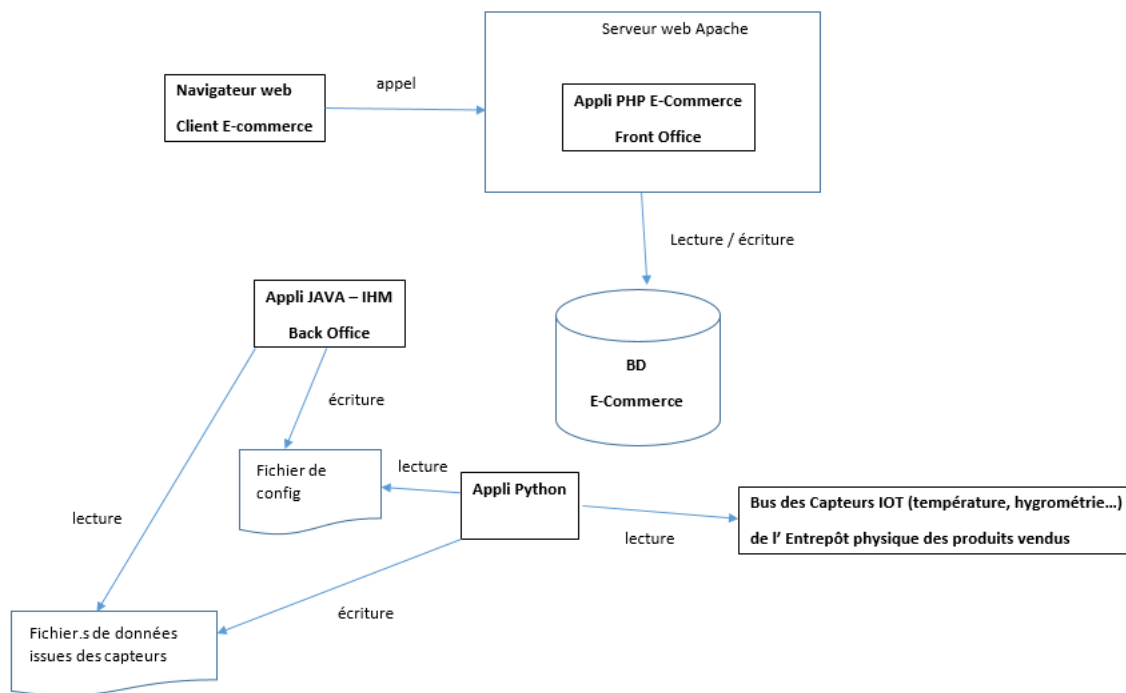 Serveur web Apache
Navigateur web
Client E-commerce
appel
Appli PHP E-Commerce
Front Office
Lecture / écriture
Appli JAVA – IHM
Back Office
BD
E-Commerce
écriture
Fichier de
config
lecture
Appli Python
lecture
Bus des Capteurs IOT (température, hygrométrie…)
de l’ Entrepôt physique des produits vendus
lecture
écriture
Fichier.s de données
issues des capteurs